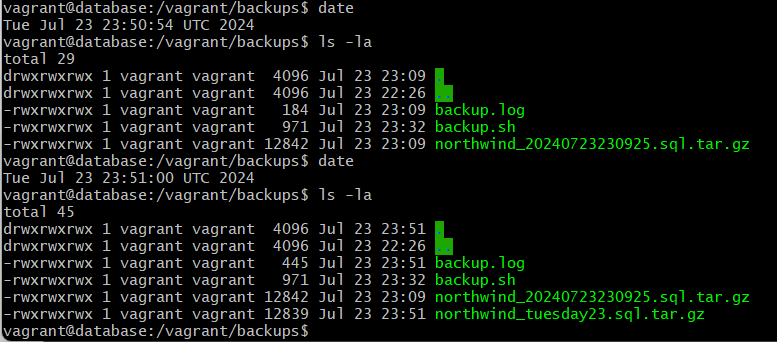 vagrant@database:/vagrant/backups$ date
Tue Jul 23 23:50:54 UTC 2024
vagrant@database:/vagrant/backups$ ls -la
total 29
drwxrwxrwx 1 vagrant vagrant  4096 Jul 23 23:09 .
drwxrwxrwx 1 vagrant vagrant  4096 Jul 23 22:26 ..
-rwxrwxrwx 1 vagrant vagrant   184 Jul 23 23:09 backup.log
-rwxrwxrwx 1 vagrant vagrant   971 Jul 23 23:32 backup.sh
-rwxrwxrwx 1 vagrant vagrant 12842 Jul 23 23:09 northwind_20240723230925.sql.tar.gz
vagrant@database:/vagrant/backups$ date
Tue Jul 23 23:51:00 UTC 2024
vagrant@database:/vagrant/backups$ ls -la
total 45
drwxrwxrwx 1 vagrant vagrant  4096 Jul 23 23:51 .
drwxrwxrwx 1 vagrant vagrant  4096 Jul 23 22:26 ..
-rwxrwxrwx 1 vagrant vagrant   445 Jul 23 23:51 backup.log
-rwxrwxrwx 1 vagrant vagrant   971 Jul 23 23:32 backup.sh
-rwxrwxrwx 1 vagrant vagrant 12842 Jul 23 23:09 northwind_20240723230925.sql.tar.gz
-rwxrwxrwx 1 vagrant vagrant 12839 Jul 23 23:51 northwind_tuesday23.sql.tar.gz
vagrant@database:/vagrant/backups$